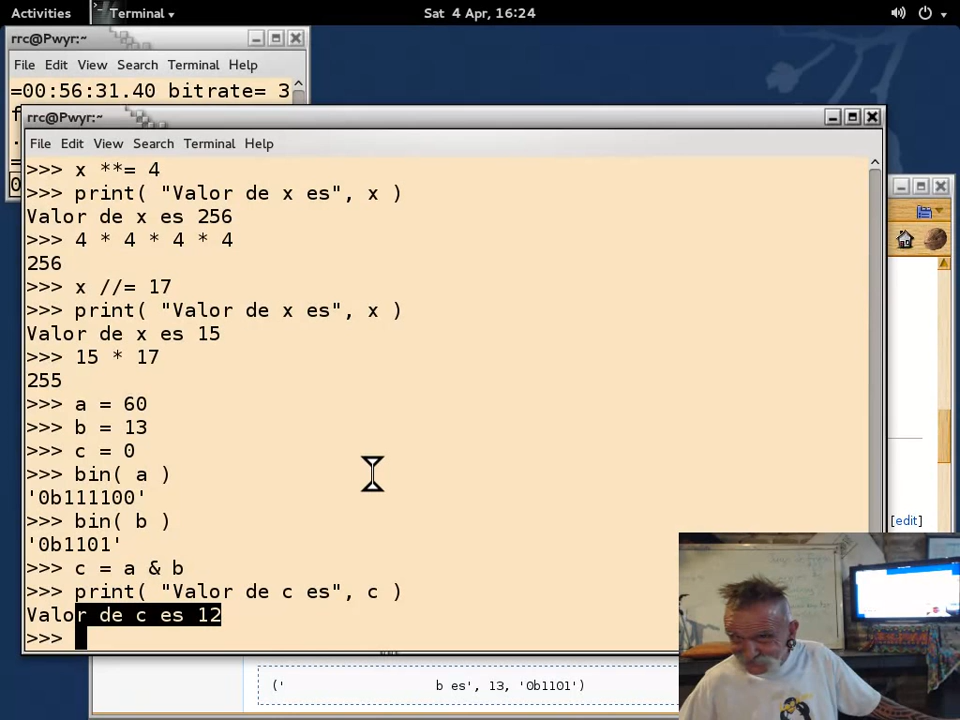 Activities
Terminal
Sat 4 Apr, 16:24
rrc@Pwyr:~
File Edit View Search Terminal Help
=00:56:31.40 bitrate= 3
rrc@Pwyr:~
File Edit View Search Terminal Help
>>> x **= 4
>>> print( "Valor de x es", x )
Valor de x es 256
>>> 4 * 4 * 4 * 4
256
>>> x //= 17
>>> print( "Valor de x es", x )
Valor de x es 15
>>> 15 * 17
255
>>> a = 60
>>> b = 13
>>> c = 0
>>> bin( a )
'0b111100'
>>> bin( b )
'0b1101'
>>> c = a & b
>>> print( "Valor de c es", c )
Valor de c es 12
>>>
[edit]
(' b es', 13, '0b1101')